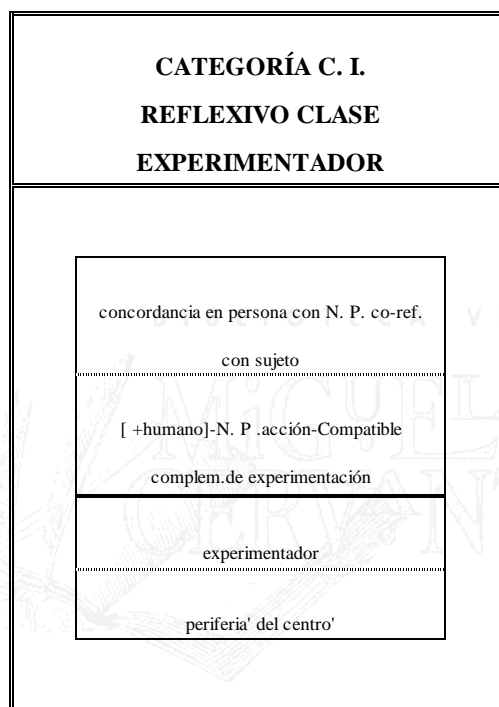 CATEGORÍA C. I.
REFLEXIVO CLASE
EXPERIMENTADOR
concordancia en persona con N. P. co-ref.
con sujeto
[ +humano]-N. P .acción-Compatible
complem.de experimentación
experimentador
periferia' del centro'